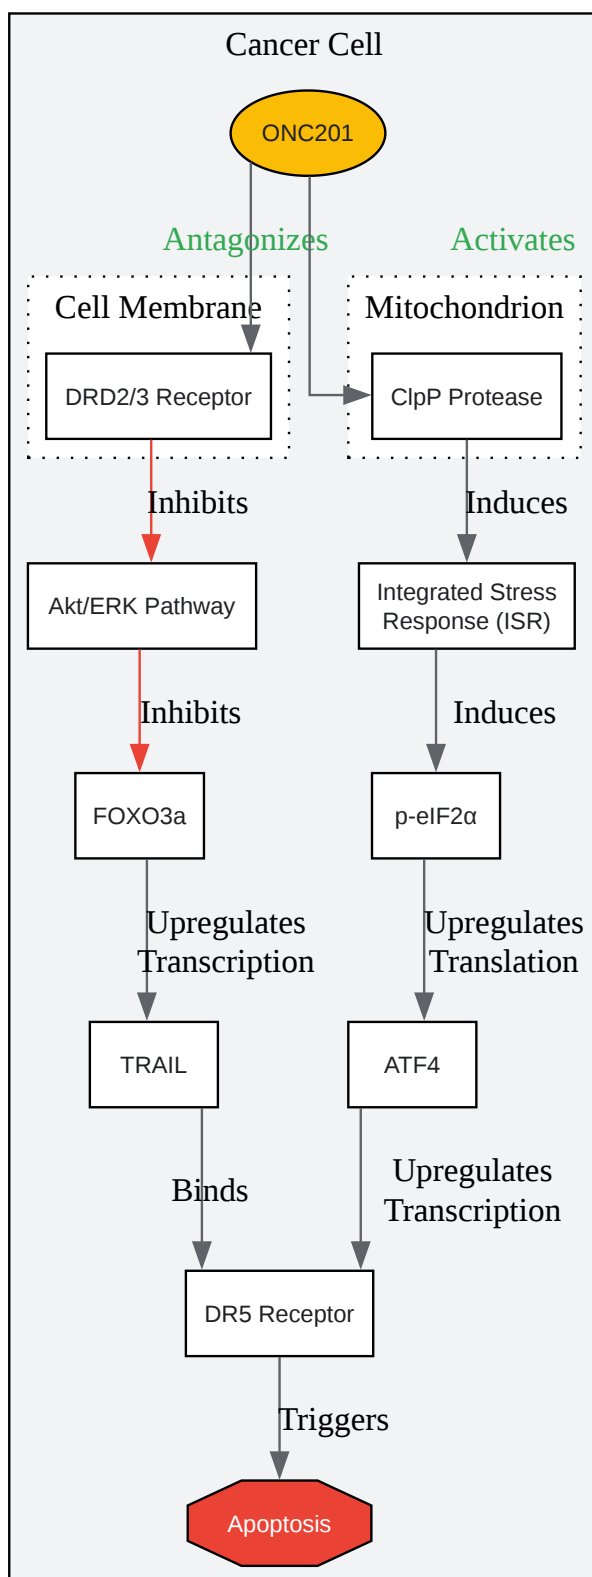 Cancer Cell
ONC201
Antagonizes
Activates
Cell Membrane
Mitochondrion
DRD2/3 Receptor
ClpP Protease
Inhibits
Induces
Akt/ERK Pathway
Integrated Stress
Response (ISR)
Inhibits
Induces
FOXO3a
p-eIF2α
Upregulates
Transcription
Upregulates
Translation
TRAIL
ATF4
Binds
Upregulates
Transcription
DR5 Receptor
Triggers
Apoptosis